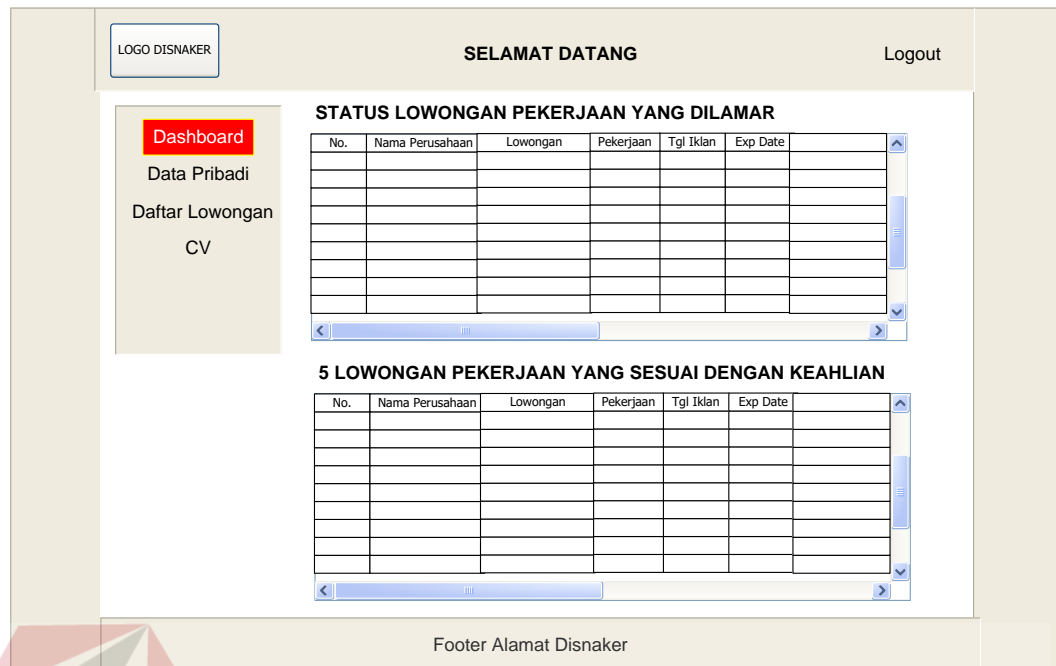 LOGO DISNAKER
SELAMAT DATANG
Logout
Dashboard
Data Pribadi
Daftar Lowongan
CV
STATUS LOWONGAN PEKERJAAN YANG DILAMAR
No. Nama Perusahaan Lowongan Pekerjaan Tgl Iklan Exp Date
5 LOWONGAN PEKERJAAN YANG SESUAI DENGAN KEAHLIAN
No. Nama Perusahaan Lowongan Pekerjaan Tgl Iklan Exp Date
Footer Alamat Disnaker